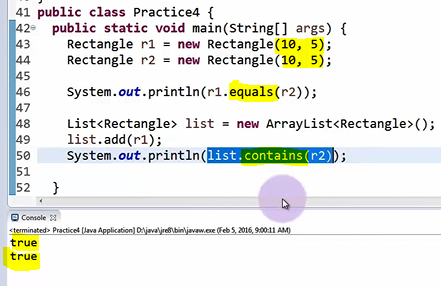 41 public class Practice4 {
42 public static void main(String[] args) {
43 Rectangle r1 = new Rectangle(10, 5);
44 Rectangle r2 = new Rectangle(10, 5);
45
46 System.out.println(r1.equals(r2));
47
48 List<Rectangle> list = new ArrayList<Rectangle>();
49 list.add(r1);
50 System.out.println(list.contains(r2));
51
52 }
Console
<terminated> Practice4 [Java Application] D:\java\jre8\bin\javaw.exe (Feb 5, 2016, 9:00:11 AM)
true
true